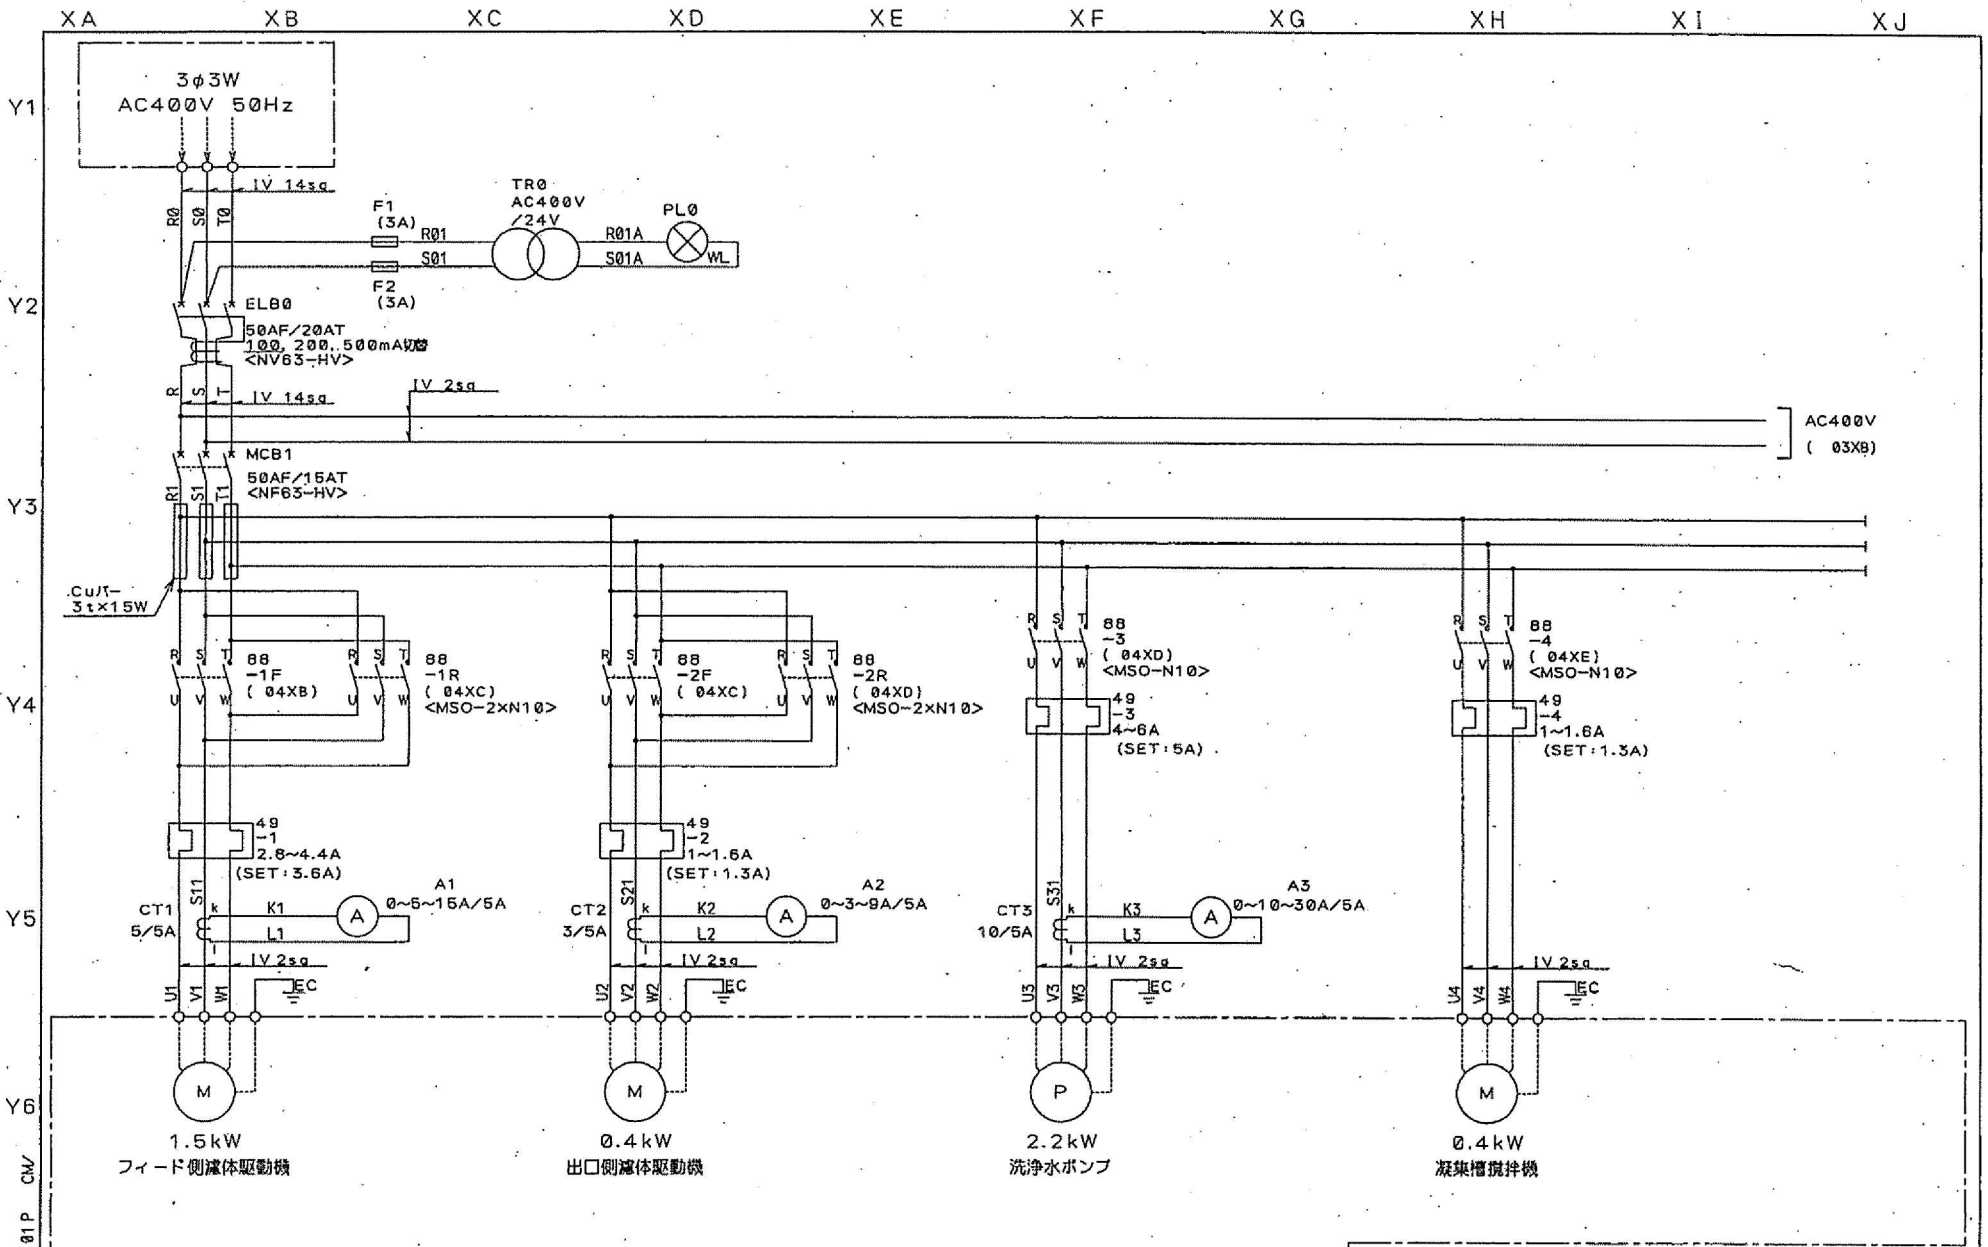 XA XB XC XD XE XF XG XH XI XJ
Y1
3φ3W
AC400V 50Hz
IV 14sq
R0 S0 T0
F1
(3A)
R01
S01
F2
(3A)
TR0
AC400V
/24V
R01A
S01A
PL0
WL
Y2
ELB0
50AF/20AT
100, 200, 500mA切替
<NV63-HV>
R S T
IV 14sq
IV 2sq
AC400V
( 03XB)
MCB1
50AF/15AT
<NF63-HV>
R1 S1 T1
Y3
Cuバー
3t×15W
R S T
U V W
88
-1F
( 04XB)
R S T
U V W
88
-1R
( 04XC)
<MSO-2×N10>
R S T
U V W
88
-2F
( 04XC)
R S T
U V W
88
-2R
( 04XD)
<MSO-2×N10>
R S T
U V W
88
-3
( 04XD)
<MSO-N10>
R S T
U V W
88
-4
( 04XE)
<MSO-N10>
Y4
49
-3
4~6A
(SET:5A)
49
-4
1~1.6A
(SET:1.3A)
49
-1
2.8~4.4A
(SET:3.6A)
49
-2
1~1.6A
(SET:1.3A)
Y5
CT1
5/5A
S11
k
l
K1
L1
A
A1
0~5~15A/5A
CT2
3/5A
S21
k
l
K2
L2
A
A2
0~3~9A/5A
CT3
10/5A
S31
k
l
K3
L3
A
A3
0~10~30A/5A
IV 2sq
IV 2sq
IV 2sq
IV 2sq
U1 V1 W1
EC
U2 V2 W2
EC
U3 V3 W3
EC
U4 V4 W4
EC
Y6
M
1.5kW
フィード側濾体駆動機
M
0.4kW
出口側濾体駆動機
P
2.2kW
洗浄水ポンプ
M
0.4kW
凝集槽撹拌機
01P CM/